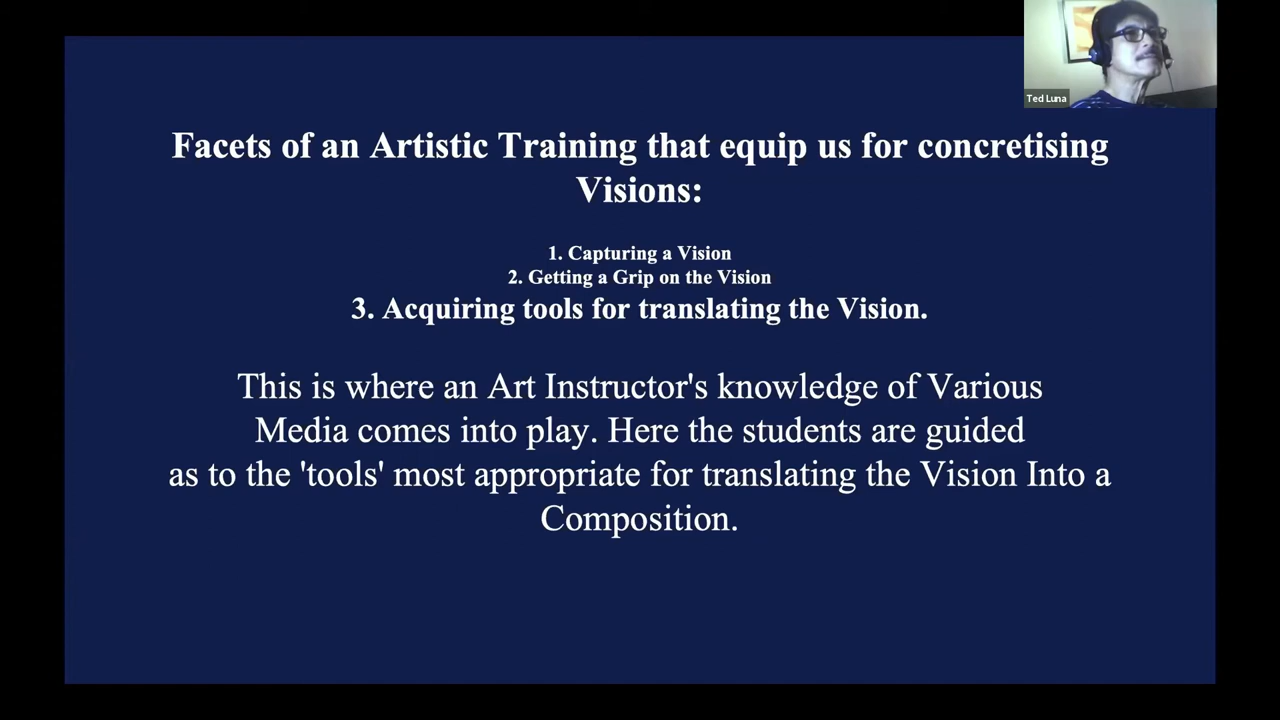 Ted Luna
Facets of an Artistic Training that equip us for concretising
Visions:
1. Capturing a Vision
2. Getting a Grip on the Vision
3. Acquiring tools for translating the Vision.
This is where an Art Instructor's knowledge of Various
Media comes into play. Here the students are guided
as to the 'tools' most appropriate for translating the Vision Into a
Composition.